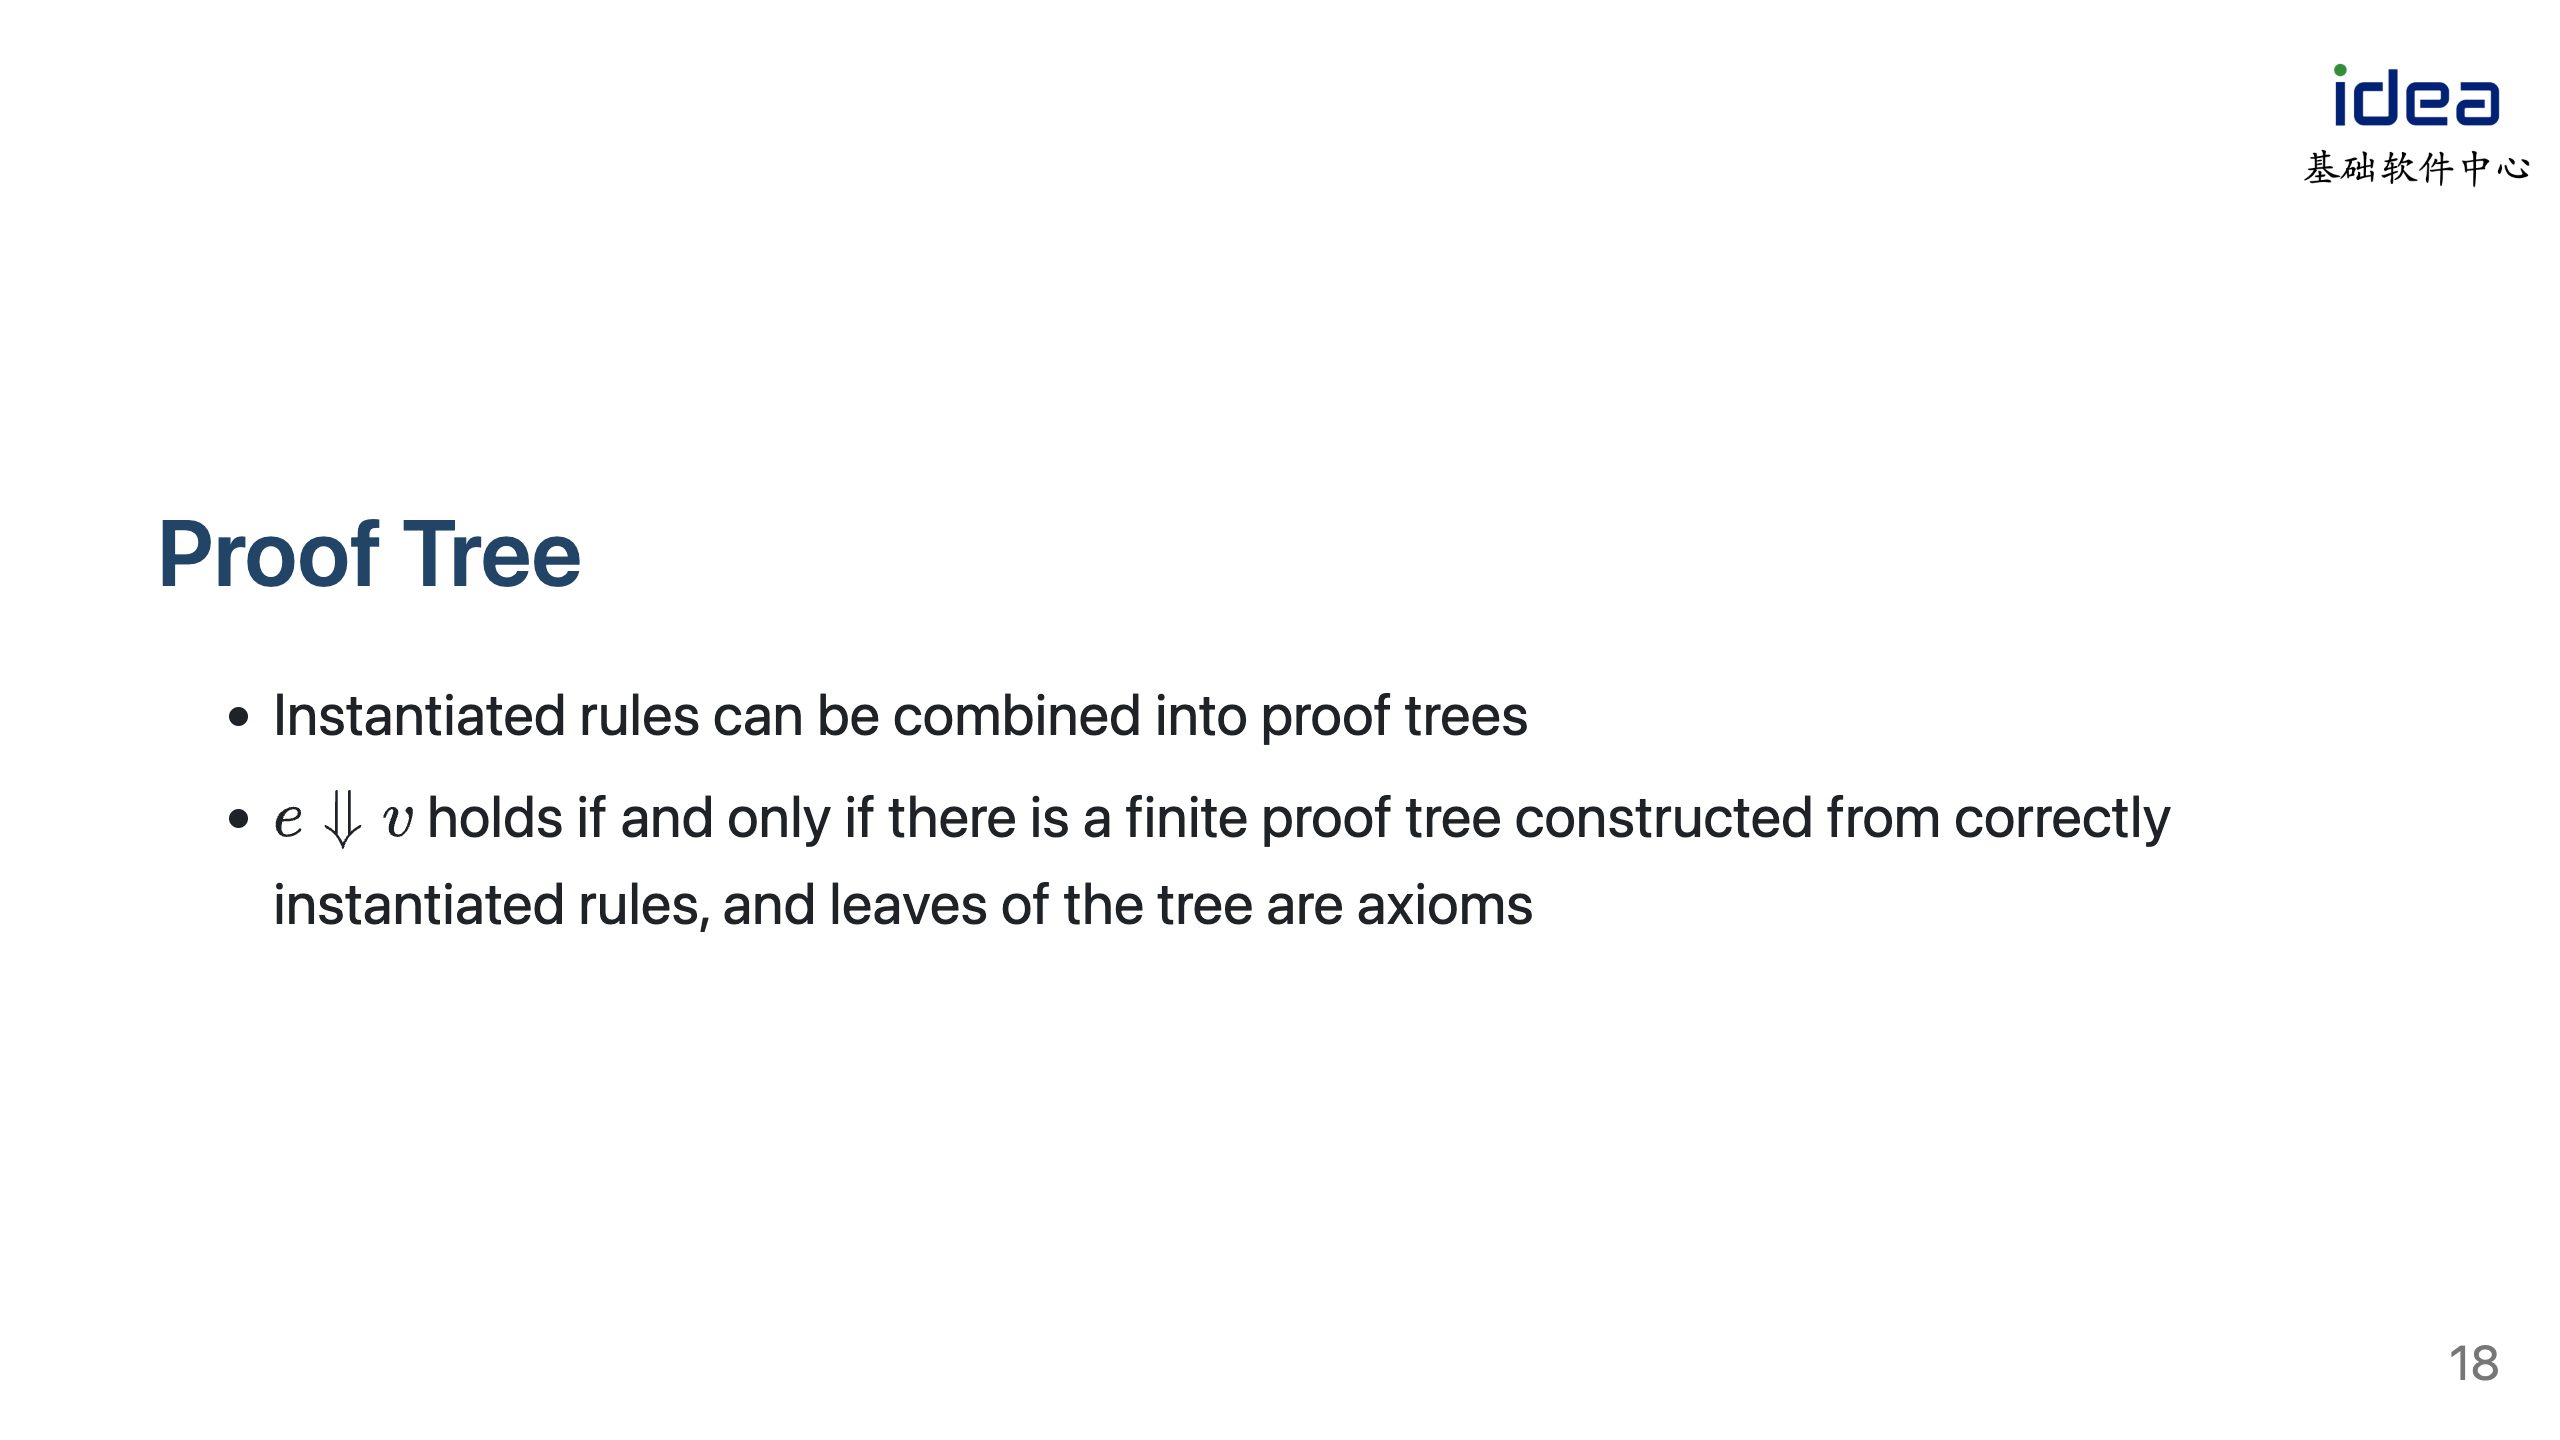 idea
基础软件中心
Proof Tree
• Instantiated rules can be combined into proof trees
• e ⇓ v holds if and only if there is a finite proof tree constructed from correctly
instantiated rules, and leaves of the tree are axioms
18